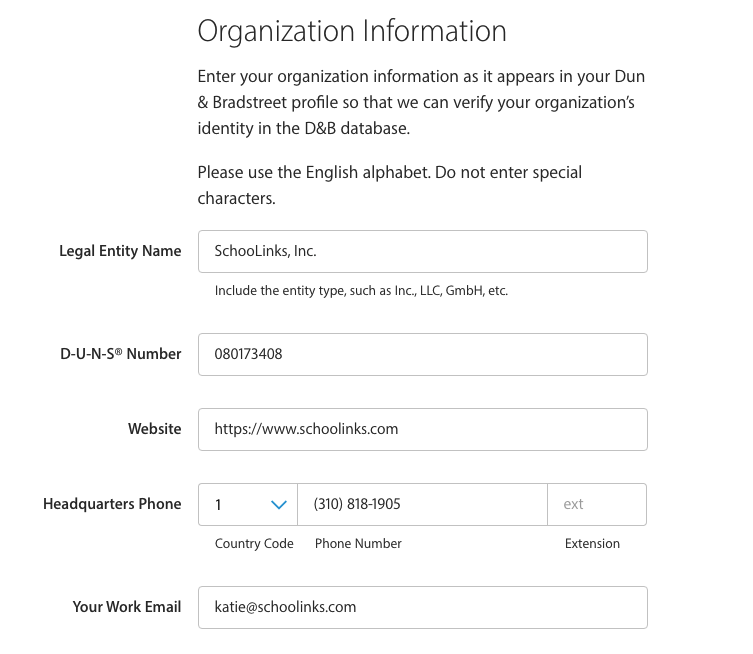 Organization Information
Enter your organization information as it appears in your Dun
& Bradstreet profile so that we can verify your organization's
identity in the D&B database.
Please use the English alphabet. Do not enter special
characters.
Legal Entity Name SchooLinks, Inc.
Include the entity type, such as Inc., LLC, GmbH, etc.
D-U-N-S® Number 080173408
Website https://www.schoolinks.com
Headquarters Phone 1 (310) 818-1905 ext
Country Code Phone Number Extension
Your Work Email katie@schoolinks.com